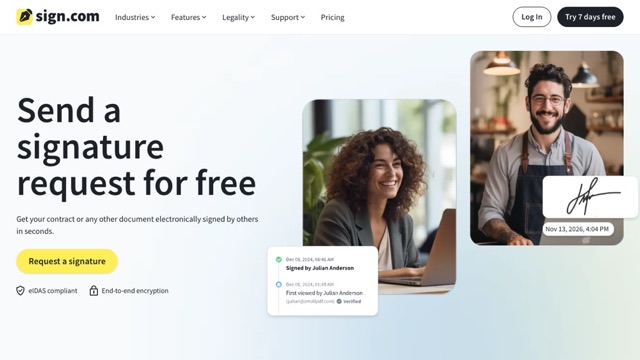 sign.com
Industries
Features
Legality
Support
Pricing
Log In
Try 7 days free
Send a
signature
request for free
Get your contract or any other document electronically signed by others
in seconds.
Request a signature
eIDAS compliant
End-to-end encryption
Signed by Julian Anderson
First viewed by Julian Anderson
Verified
Nov 13, 2026, 4:04 PM